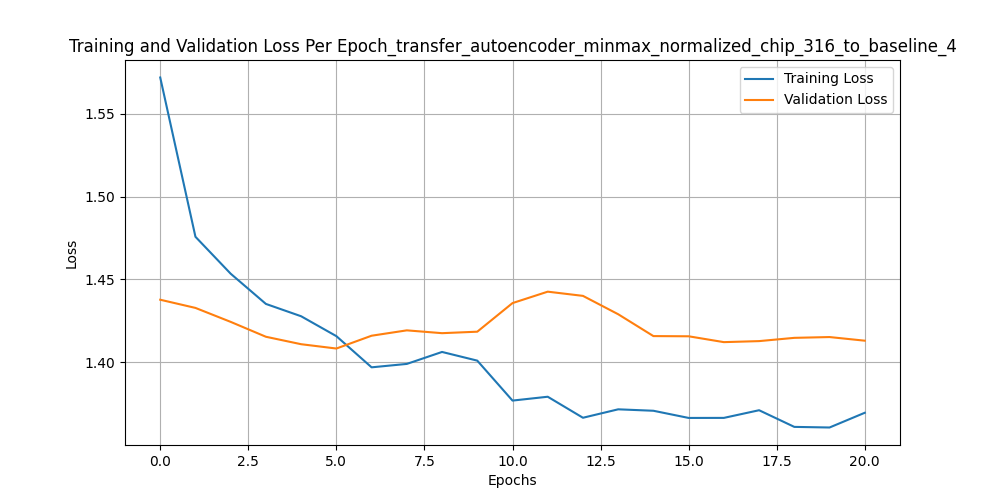 Training and Validation Loss Per Epoch_transfer_autoencoder_minmax_normalized_chip_316_to_baseline_4
Training Loss
Validation Loss
1.55
1.50
1.45
1.40
Loss
0.0 2.5 5.0 7.5 10.0 12.5 15.0 17.5 20.0
Epochs